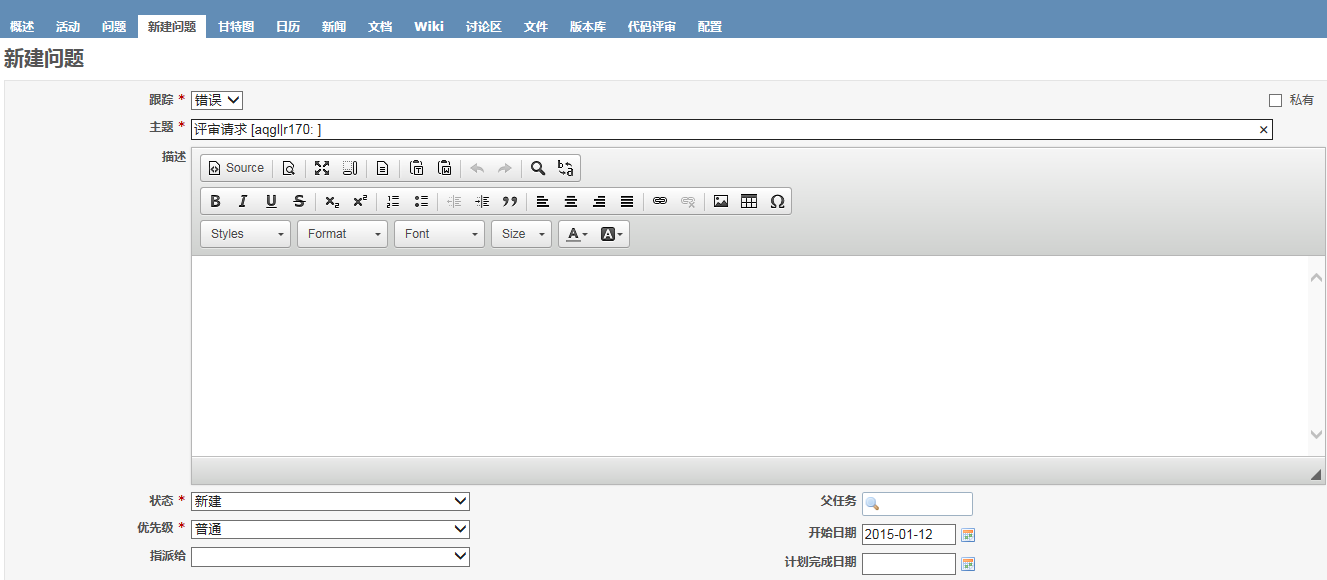 概述 活动 问题 新建问题 甘特图 日历 新闻 文档 Wiki 讨论区 文件 版本库 代码评审 配置
新建问题
跟踪 * 错误 私有
主题 * 评审请求 [aqgl|r170: ] ×
描述
Source
B I U S x₂ x²
Styles Format Font Size A A
状态 * 新建 父任务
优先级 * 普通 开始日期 2015-01-12
指派给 计划完成日期